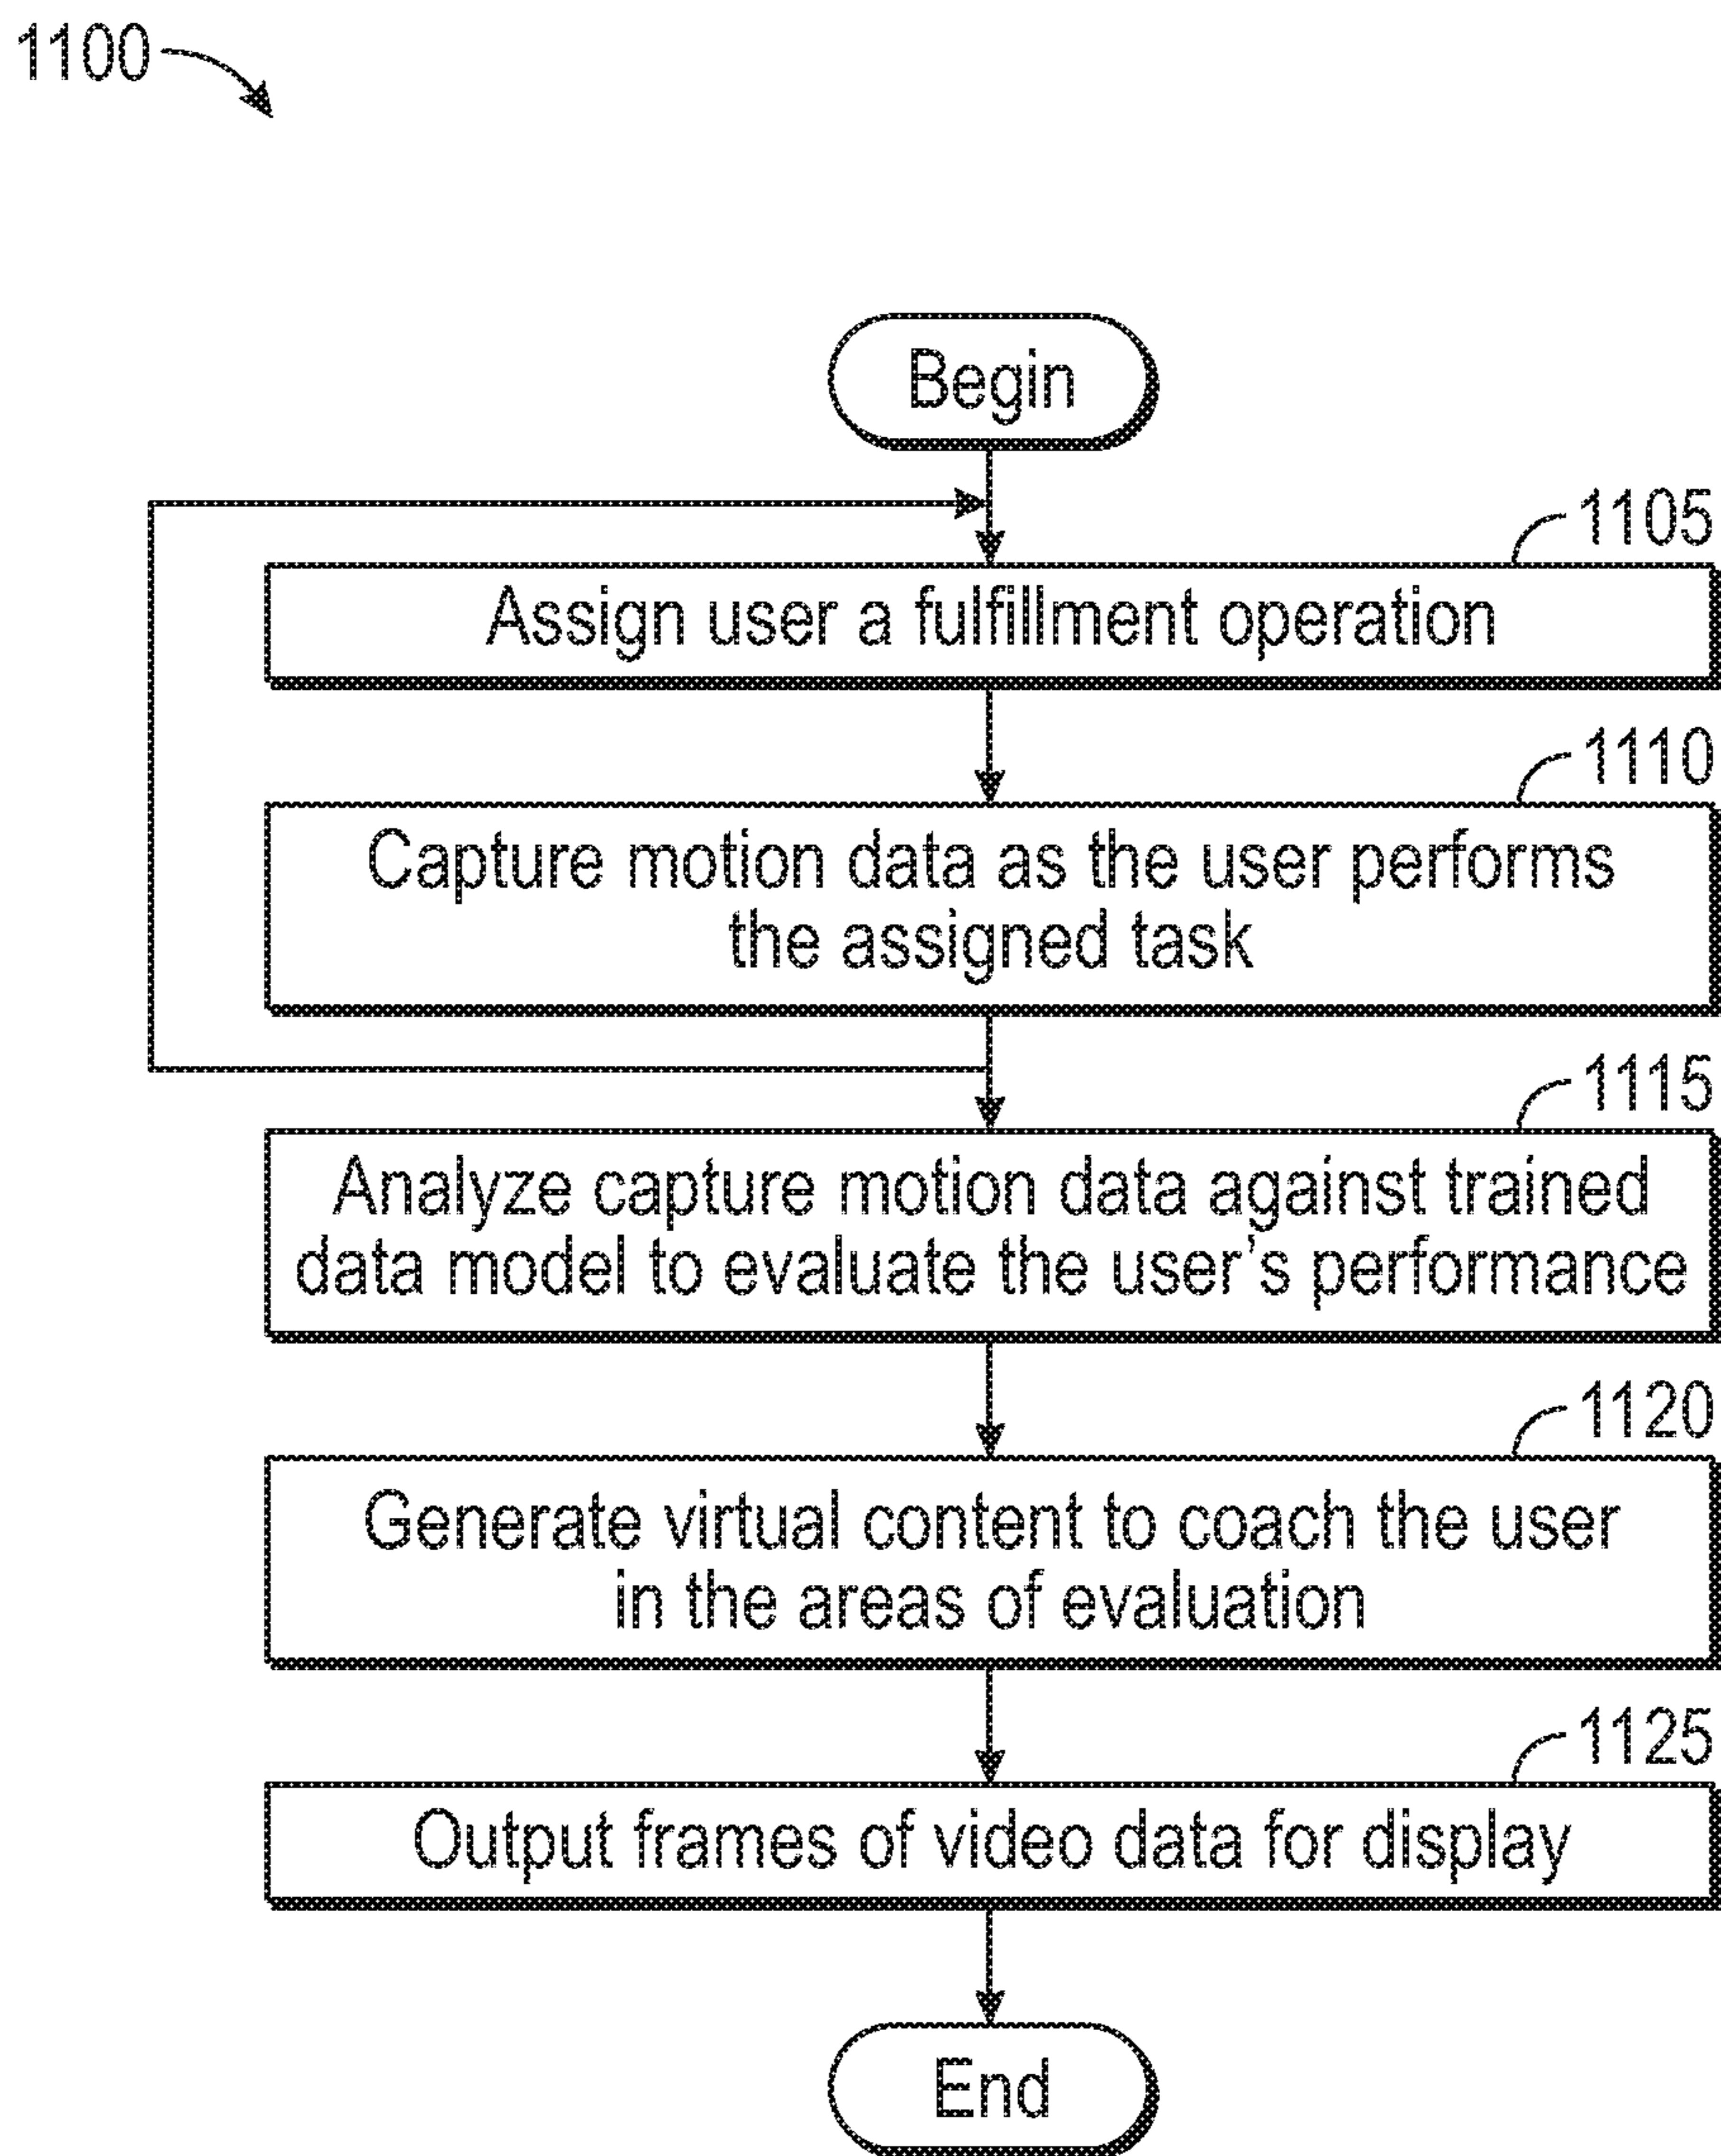 1100
Begin
1105
Assign user a fulfillment operation
1110
Capture motion data as the user performs
the assigned task
1115
Analyze capture motion data against trained
data model to evaluate the user's performance
1120
Generate virtual content to coach the user
in the areas of evaluation
1125
Output frames of video data for display
End